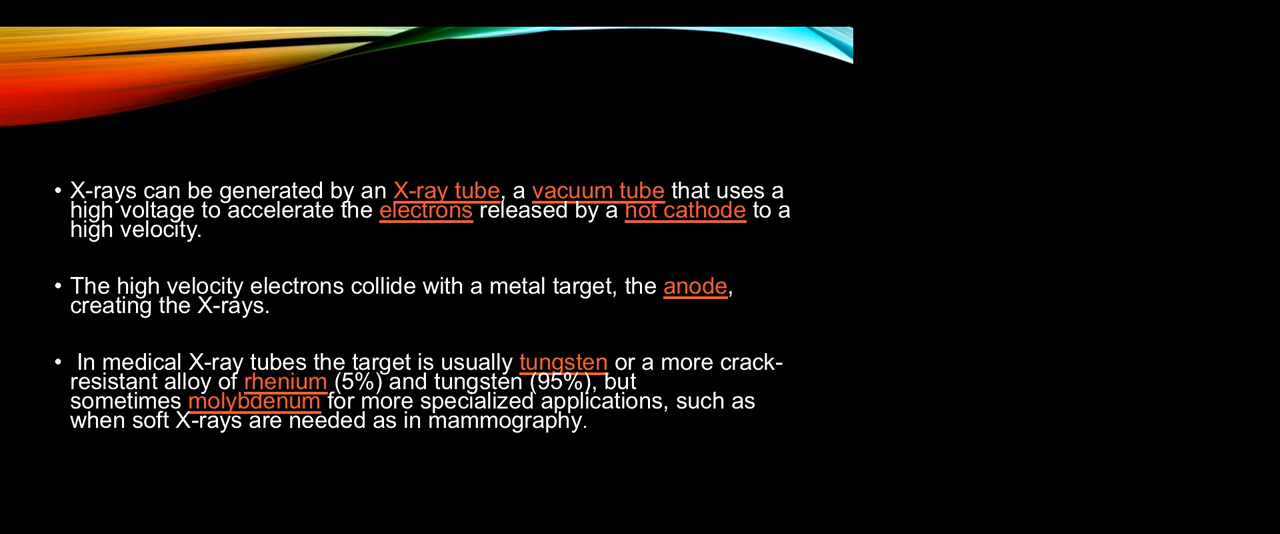 • X-rays can be generated by an X-ray tube, a vacuum tube that uses a
high voltage to accelerate the electrons released by a hot cathode to a
high velocity.
• The high velocity electrons collide with a metal target, the anode,
creating the X-rays.
• In medical X-ray tubes the target is usually tungsten or a more crack-
resistant alloy of rhenium (5%) and tungsten (95%), but
sometimes molybdenum for more specialized applications, such as
when soft X-rays are needed as in mammography.